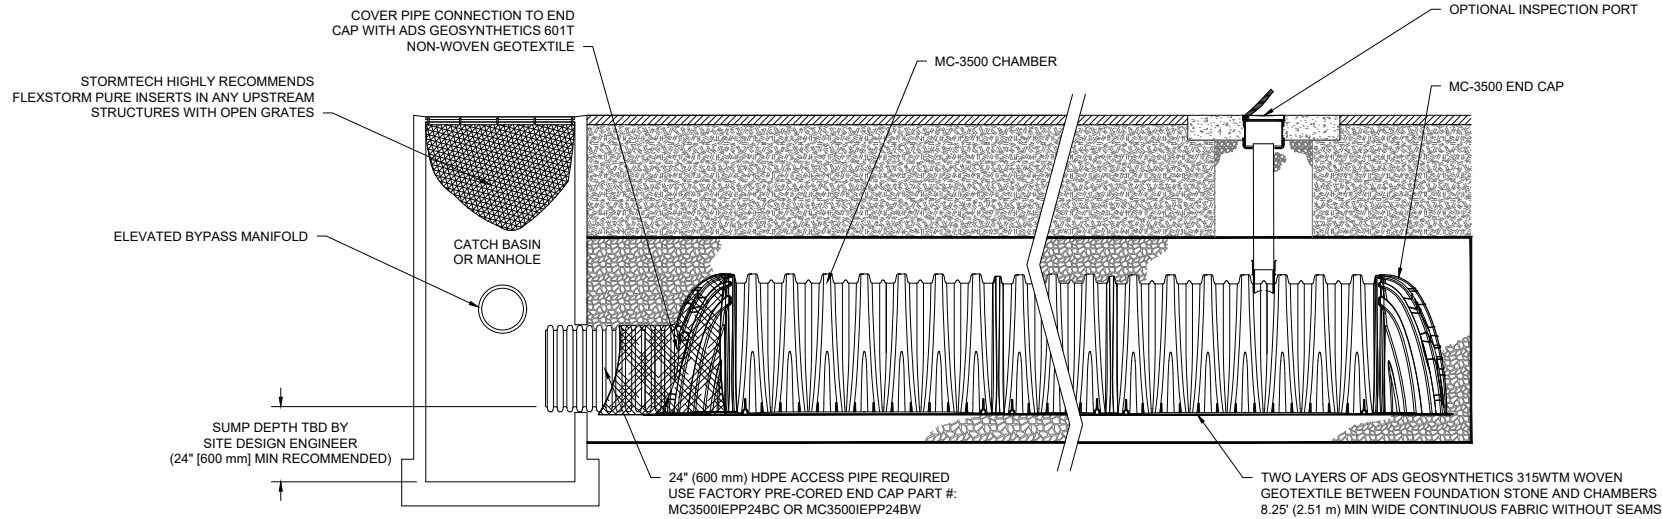 COVER PIPE CONNECTION TO END
CAP WITH ADS GEOSYNTHETICS 601T
NON-WOVEN GEOTEXTILE
OPTIONAL INSPECTION PORT
MC-3500 CHAMBER
STORMTECH HIGHLY RECOMMENDS
FLEXSTORM PURE INSERTS IN ANY UPSTREAM
STRUCTURES WITH OPEN GRATES
MC-3500 END CAP
ELEVATED BYPASS MANIFOLD
CATCH BASIN
OR MANHOLE
SUMP DEPTH TBD BY
SITE DESIGN ENGINEER
(24" [600 mm] MIN RECOMMENDED)
24" (600 mm) HDPE ACCESS PIPE REQUIRED
USE FACTORY PRE-CORED END CAP PART #:
MC3500IEPP24BC OR MC3500IEPP24BW
TWO LAYERS OF ADS GEOSYNTHETICS 315WTM WOVEN
GEOTEXTILE BETWEEN FOUNDATION STONE AND CHAMBERS
8.25' (2.51 m) MIN WIDE CONTINUOUS FABRIC WITHOUT SEAMS